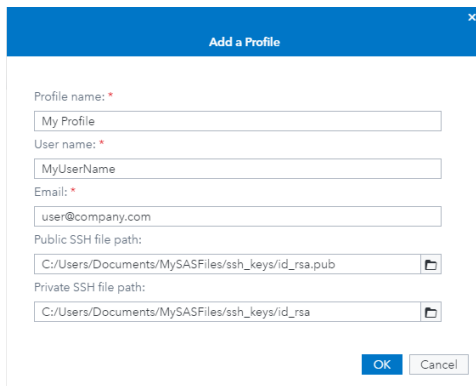 ×
Add a Profile
Profile name: *
My Profile
User name: *
MyUserName
Email: *
user@company.com
Public SSH file path:
C:/Users/Documents/MySASFiles/ssh_keys/id_rsa.pub
Private SSH file path:
C:/Users/Documents/MySASFiles/ssh_keys/id_rsa
OK Cancel